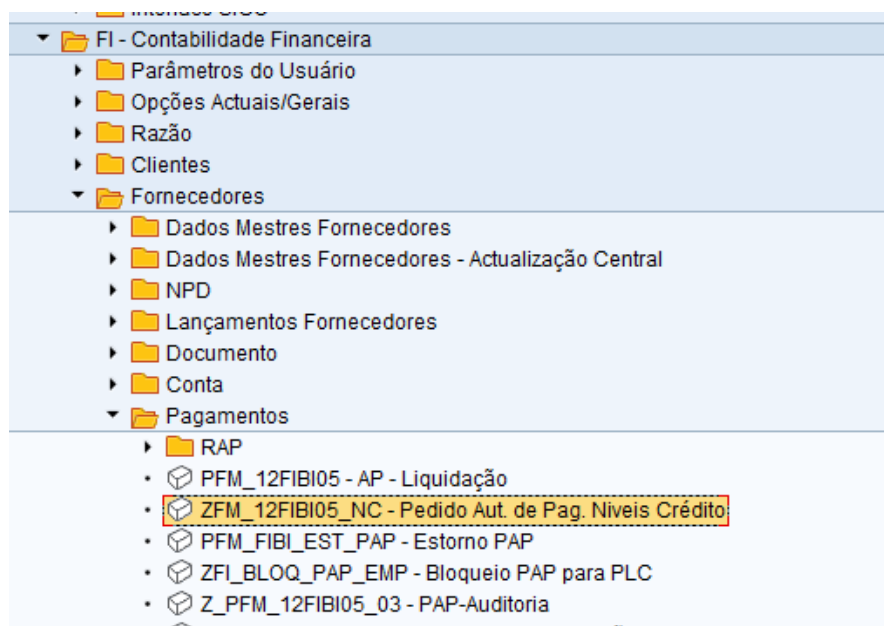 FI - Contabilidade Financeira
Parâmetros do Usuário
Opções Actuais/Gerais
Razão
Clientes
Fornecedores
Dados Mestres Fornecedores
Dados Mestres Fornecedores - Actualização Central
NPD
Lançamentos Fornecedores
Documento
Conta
Pagamentos
RAP
PFM_12FIBI05 - AP - Liquidação
ZFM_12FIBI05_NC - Pedido Aut. de Pag. Niveis Crédito
PFM_FIBI_EST_PAP - Estorno PAP
ZFI_BLOQ_PAP_EMP - Bloqueio PAP para PLC
Z_PFM_12FIBI05_03 - PAP-Auditoria